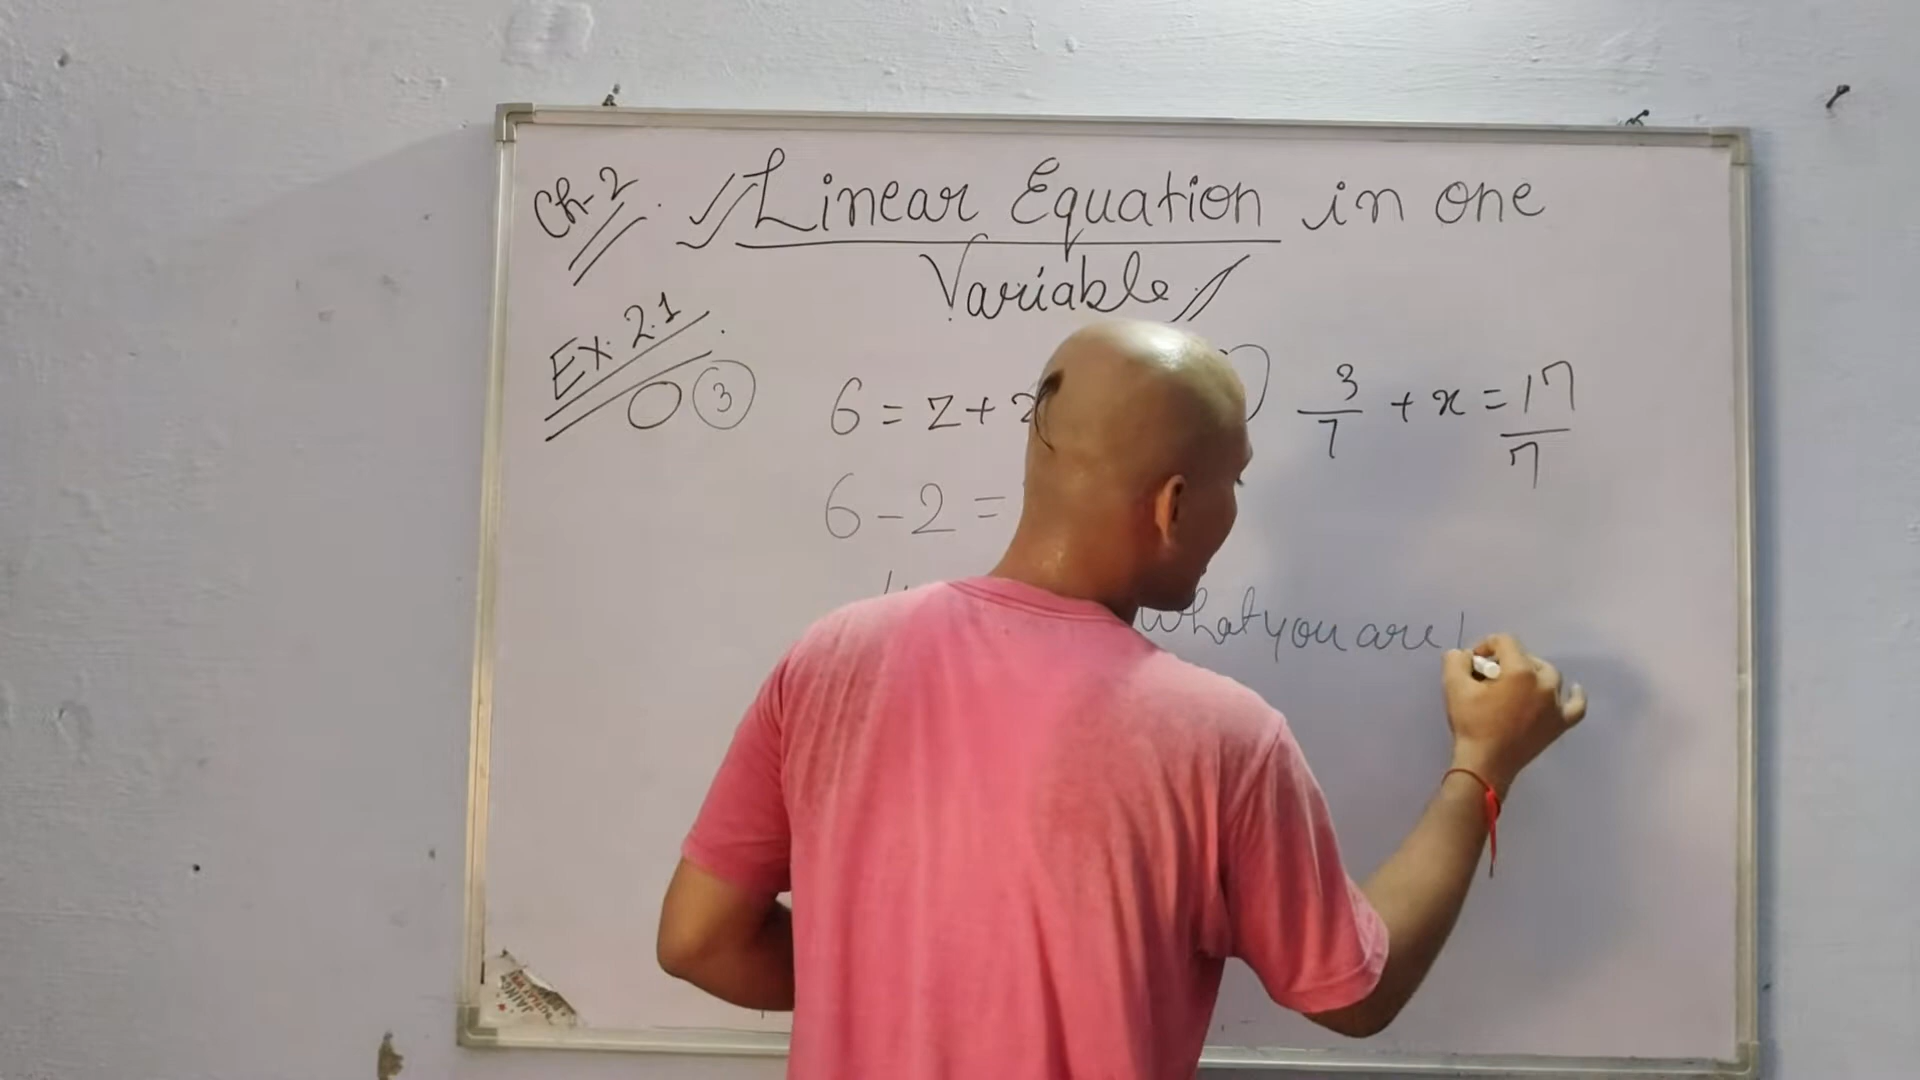 Ch-2. Linear Equation in one
Variable
Ex. 2.1
3
6 = z +
3/7 + x = 17/7
6 - 2 =
what you are